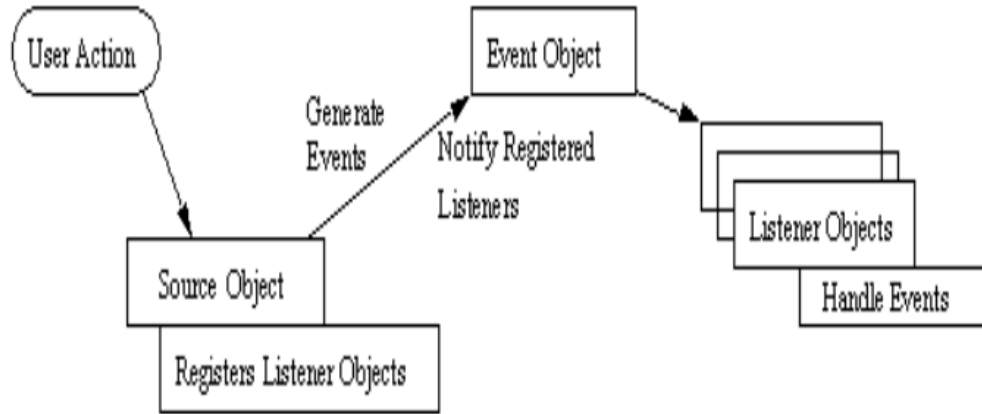 User Action
Event Object
Generate
Events
Notify Registered
Listeners
Listener Objects
Source Object
Handle Events
Registers Listener Objects